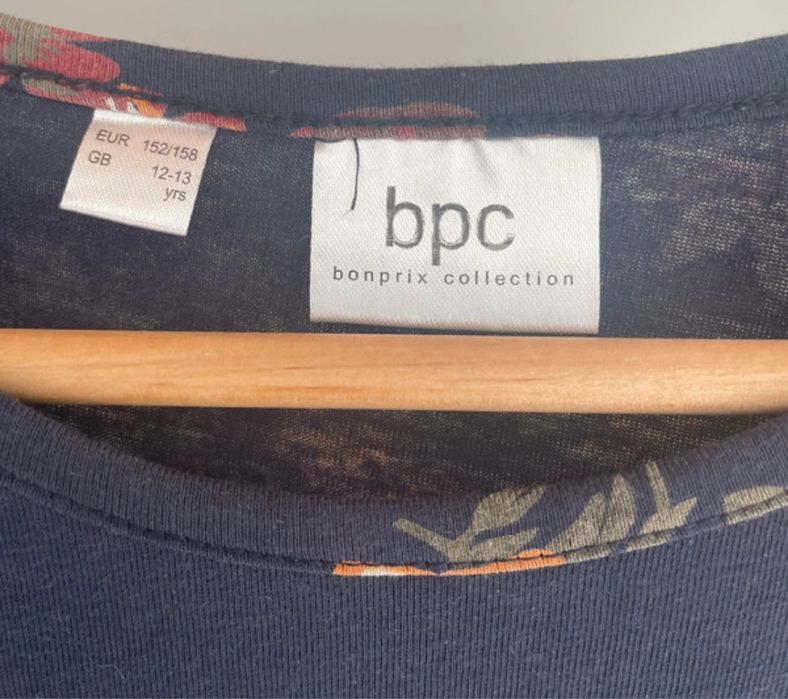 EUR 152/158
GB 12-13
yrs
bpc
bonprix collection